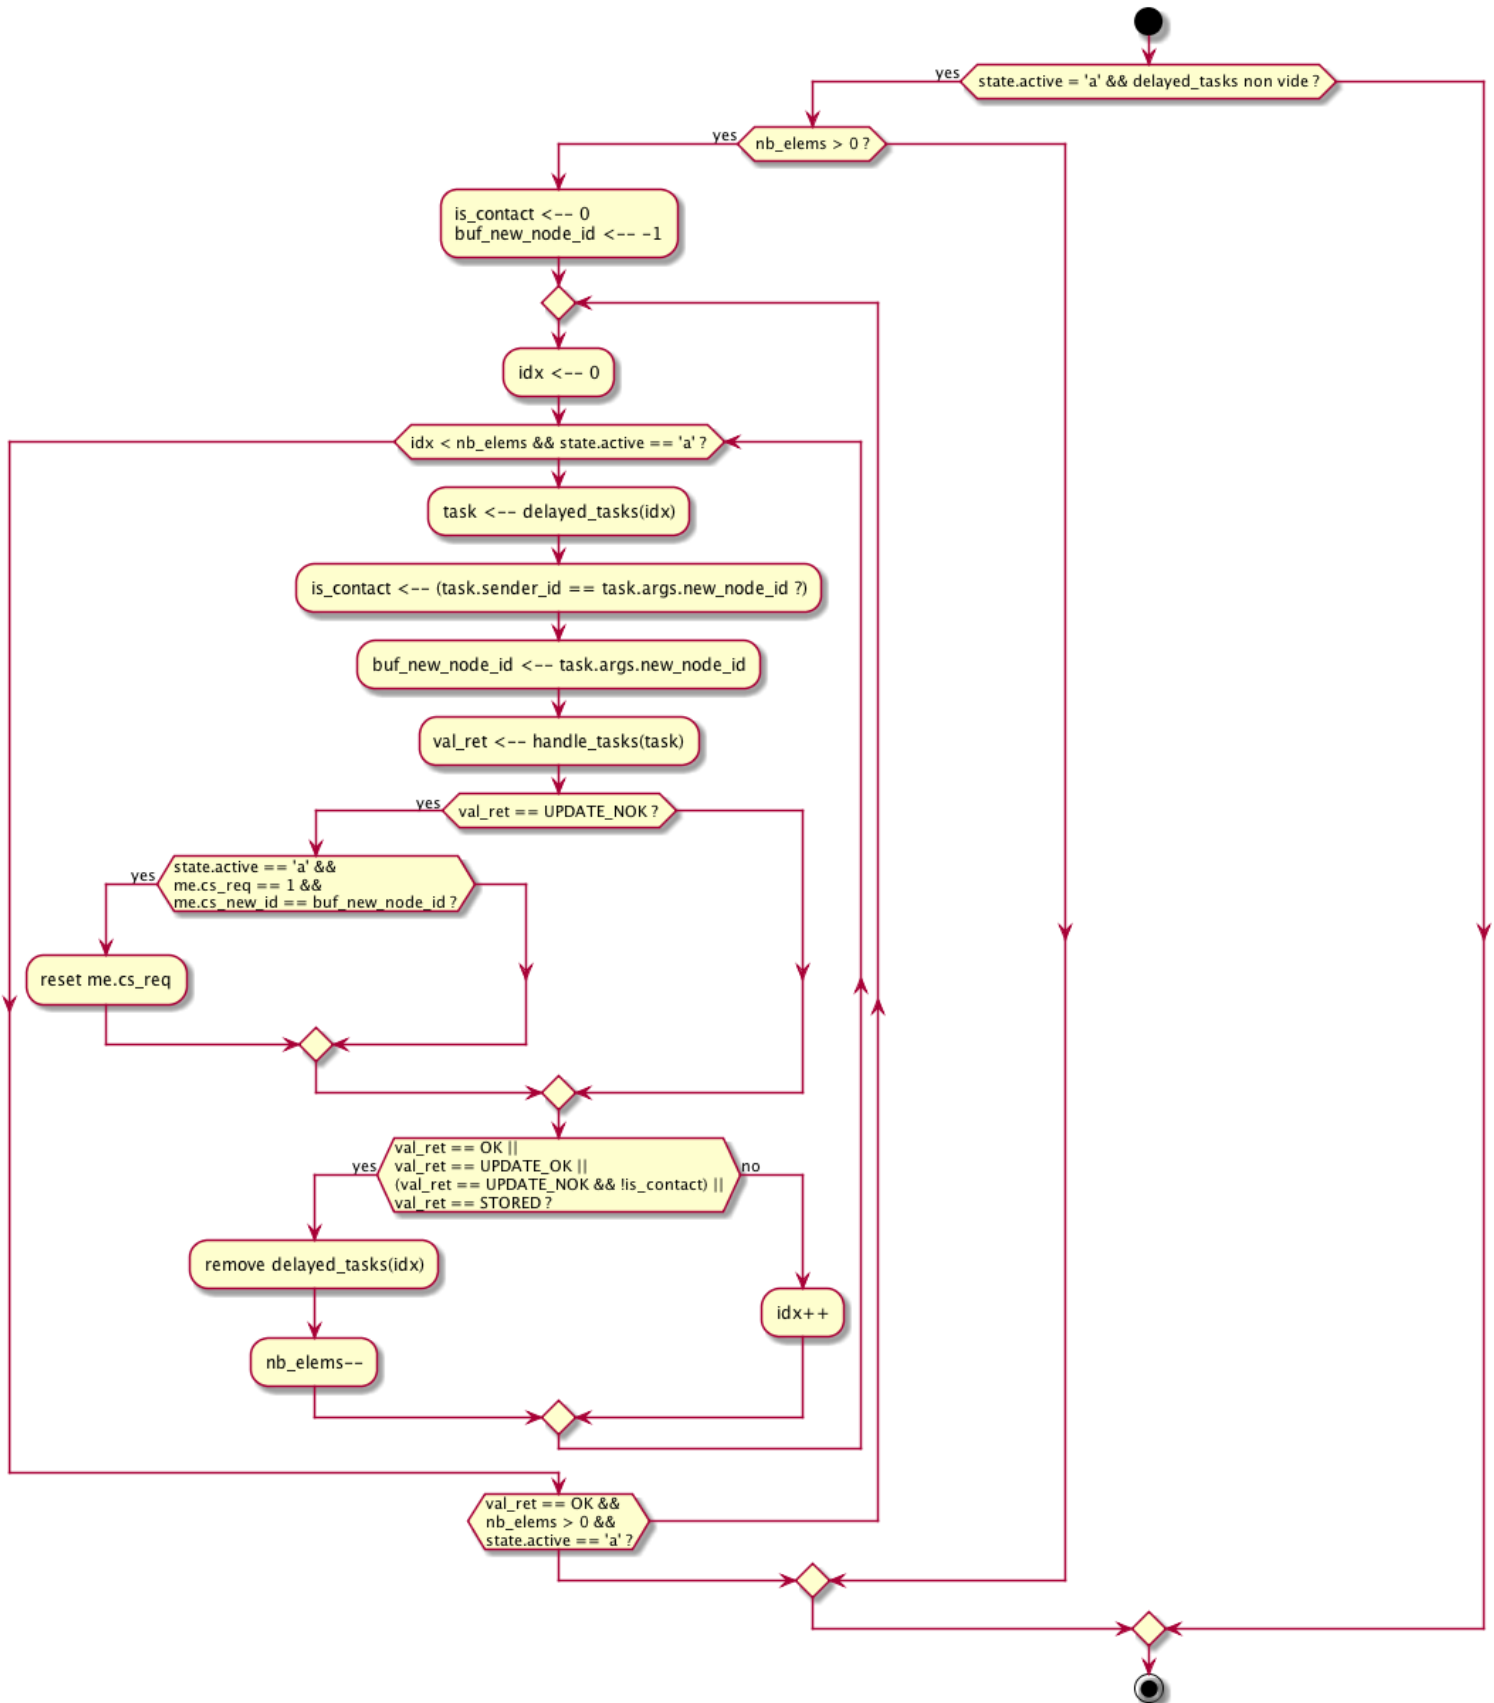 yes
state.active = 'a' && delayed_tasks non vide ?
yes
nb_elems > 0 ?
is_contact <-- 0
buf_new_node_id <-- -1
idx <-- 0
idx < nb_elems && state.active == 'a' ?
task <-- delayed_tasks(idx)
is_contact <-- (task.sender_id == task.args.new_node_id ?)
buf_new_node_id <-- task.args.new_node_id
val_ret <-- handle_tasks(task)
yes
val_ret == UPDATE_NOK ?
yes
state.active == 'a' &&
me.cs_req == 1 &&
me.cs_new_id == buf_new_node_id ?
reset me.cs_req
yes
val_ret == OK ||
val_ret == UPDATE_OK ||
(val_ret == UPDATE_NOK && !is_contact) ||
val_ret == STORED ?
no
remove delayed_tasks(idx)
idx++
nb_elems--
val_ret == OK &&
nb_elems > 0 &&
state.active == 'a' ?